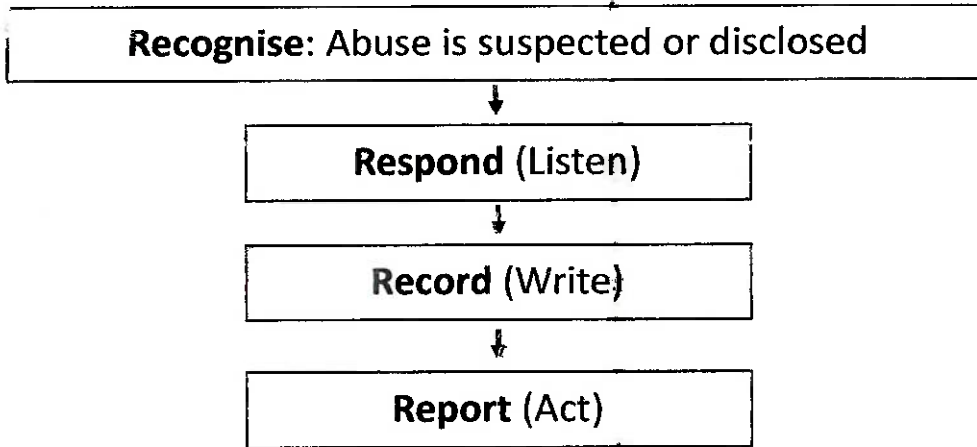 Recognise: Abuse is suspected or disclosed
Respond (Listen)
Record (Write)
Report (Act)